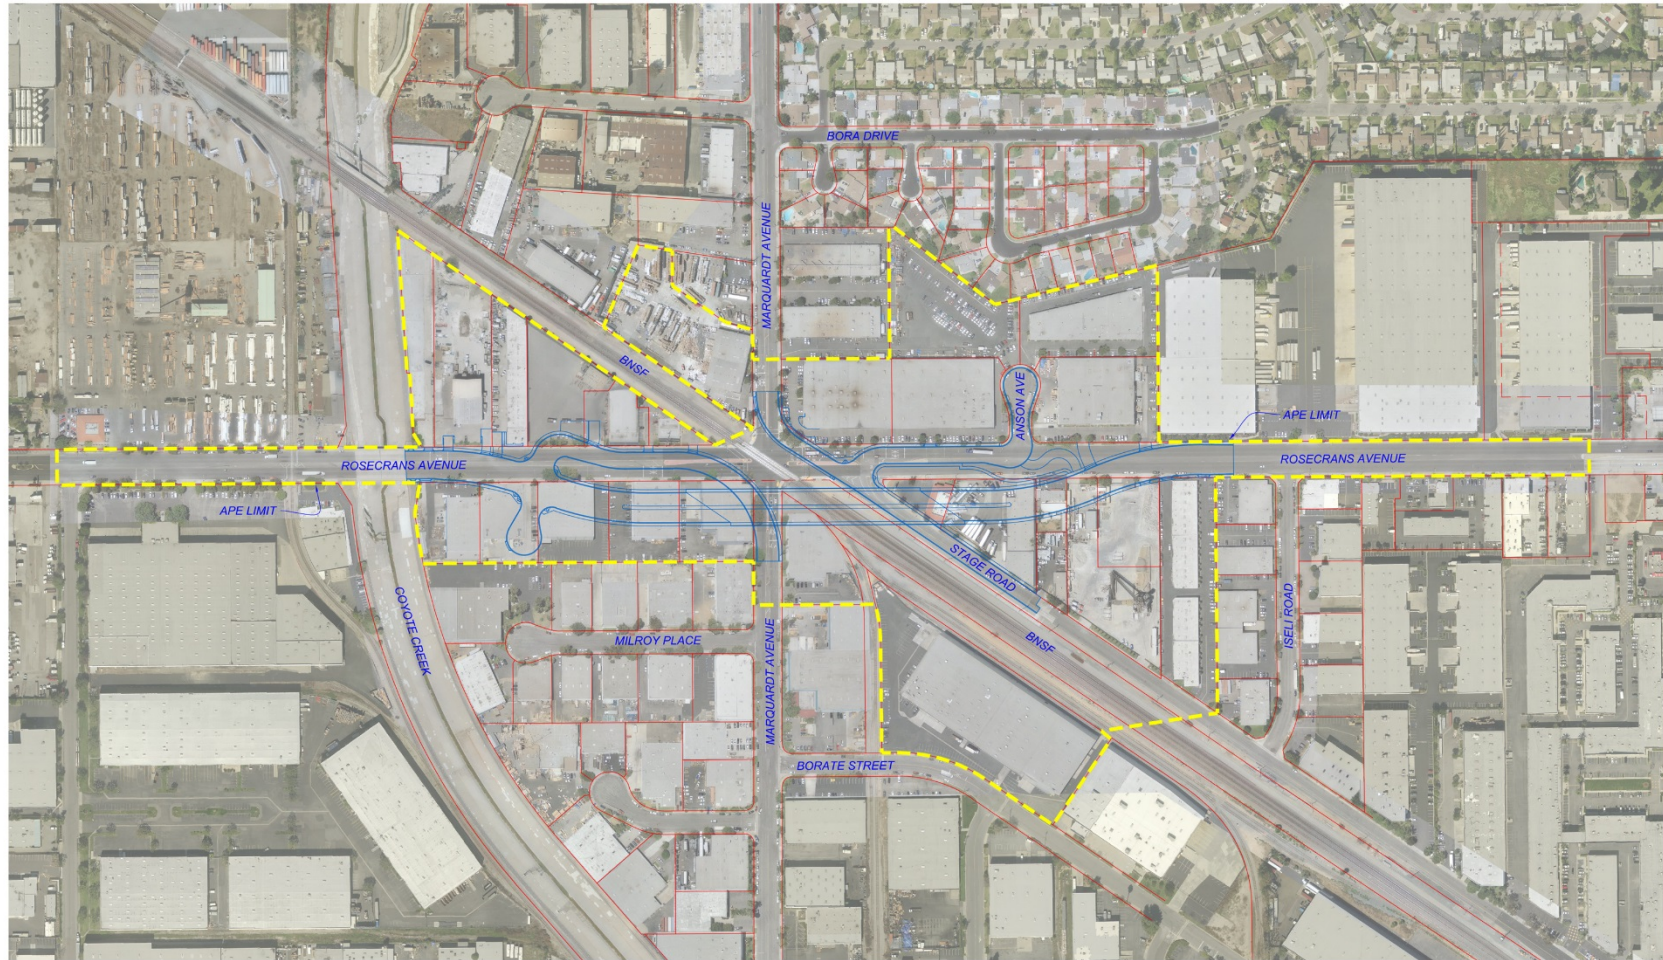 BORA DRIVE
MARQUARDT AVENUE
BNSF
ANSON AVE
APE LIMIT
ROSECRANS AVENUE
ROSECRANS AVENUE
APE LIMIT
STAGE ROAD
COYOTE CREEK
ISELI ROAD
MILROY PLACE
BNSF
MARQUARDT AVENUE
BORATE STREET